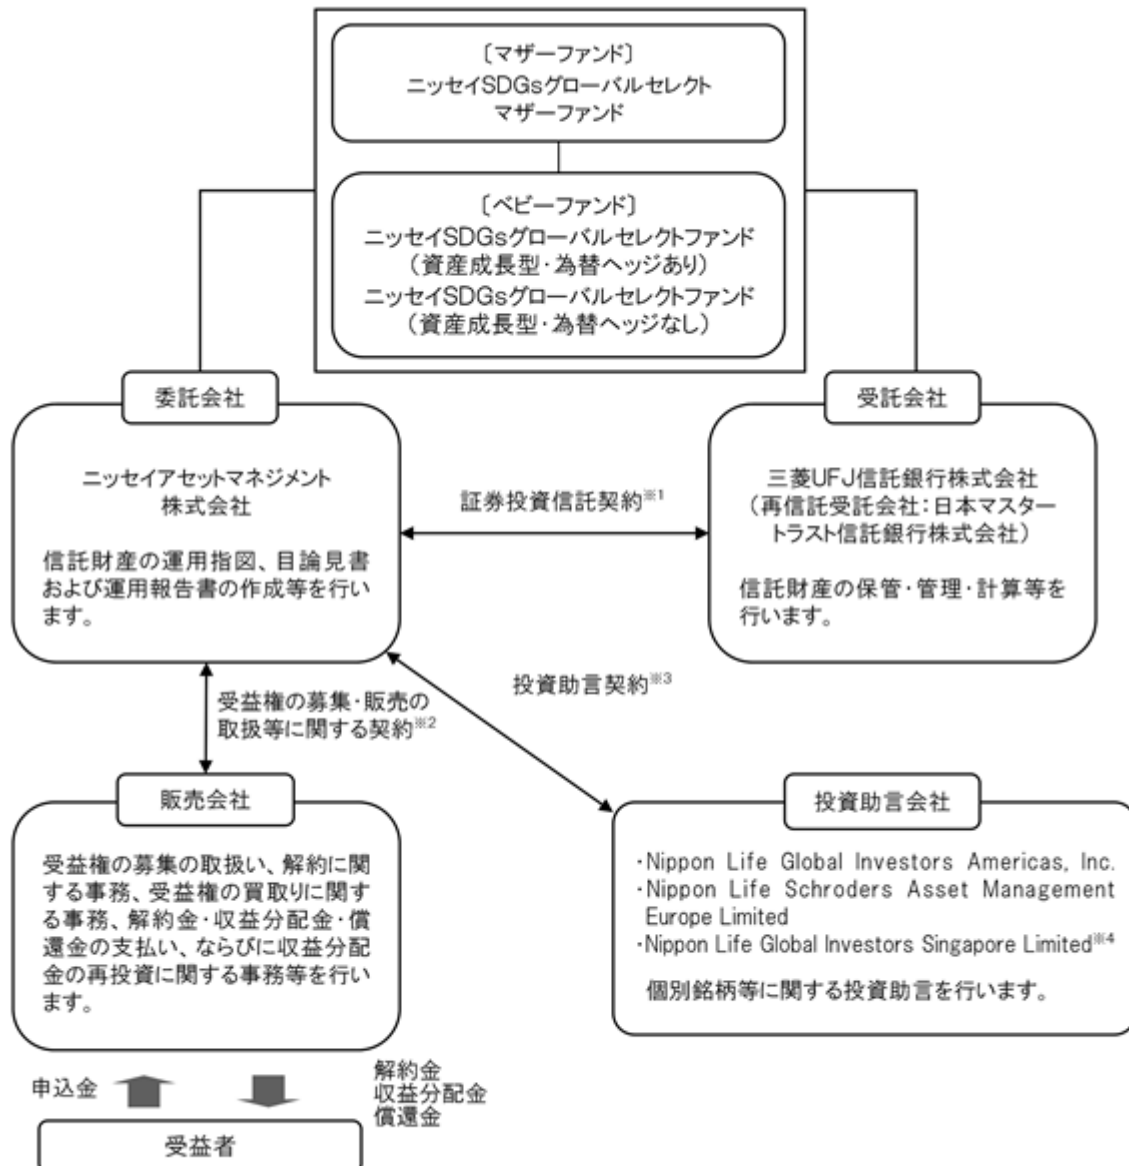 〔マザーファンド〕
ニッセイSDGsグローバルセレクト
マザーファンド
〔ベビーファンド〕
ニッセイSDGsグローバルセレクトファンド
（資産成長型・為替ヘッジあり）
ニッセイSDGsグローバルセレクトファンド
（資産成長型・為替ヘッジなし）
委託会社
ニッセイアセットマネジメント
株式会社
信託財産の運用指図、目論見書
および運用報告書の作成等を行い
ます。
証券投資信託契約※1
受託会社
三菱UFJ信託銀行株式会社
（再信託受託会社：日本マスター
トラスト信託銀行株式会社）
信託財産の保管・管理・計算等を
行います。
受益権の募集・販売の
取扱等に関する契約※2
投資助言契約※3
販売会社
受益権の募集の取扱い、解約に関
する事務、受益権の買取りに関す
る事務、解約金・収益分配金・償
還金の支払い、ならびに収益分配
金の再投資に関する事務等を行い
ます。
投資助言会社
・Nippon Life Global Investors Americas, Inc.
・Nippon Life Schroders Asset Management
Europe Limited
・Nippon Life Global Investors Singapore Limited※4
個別銘柄等に関する投資助言を行います。
申込金
解約金
収益分配金
償還金
受益者